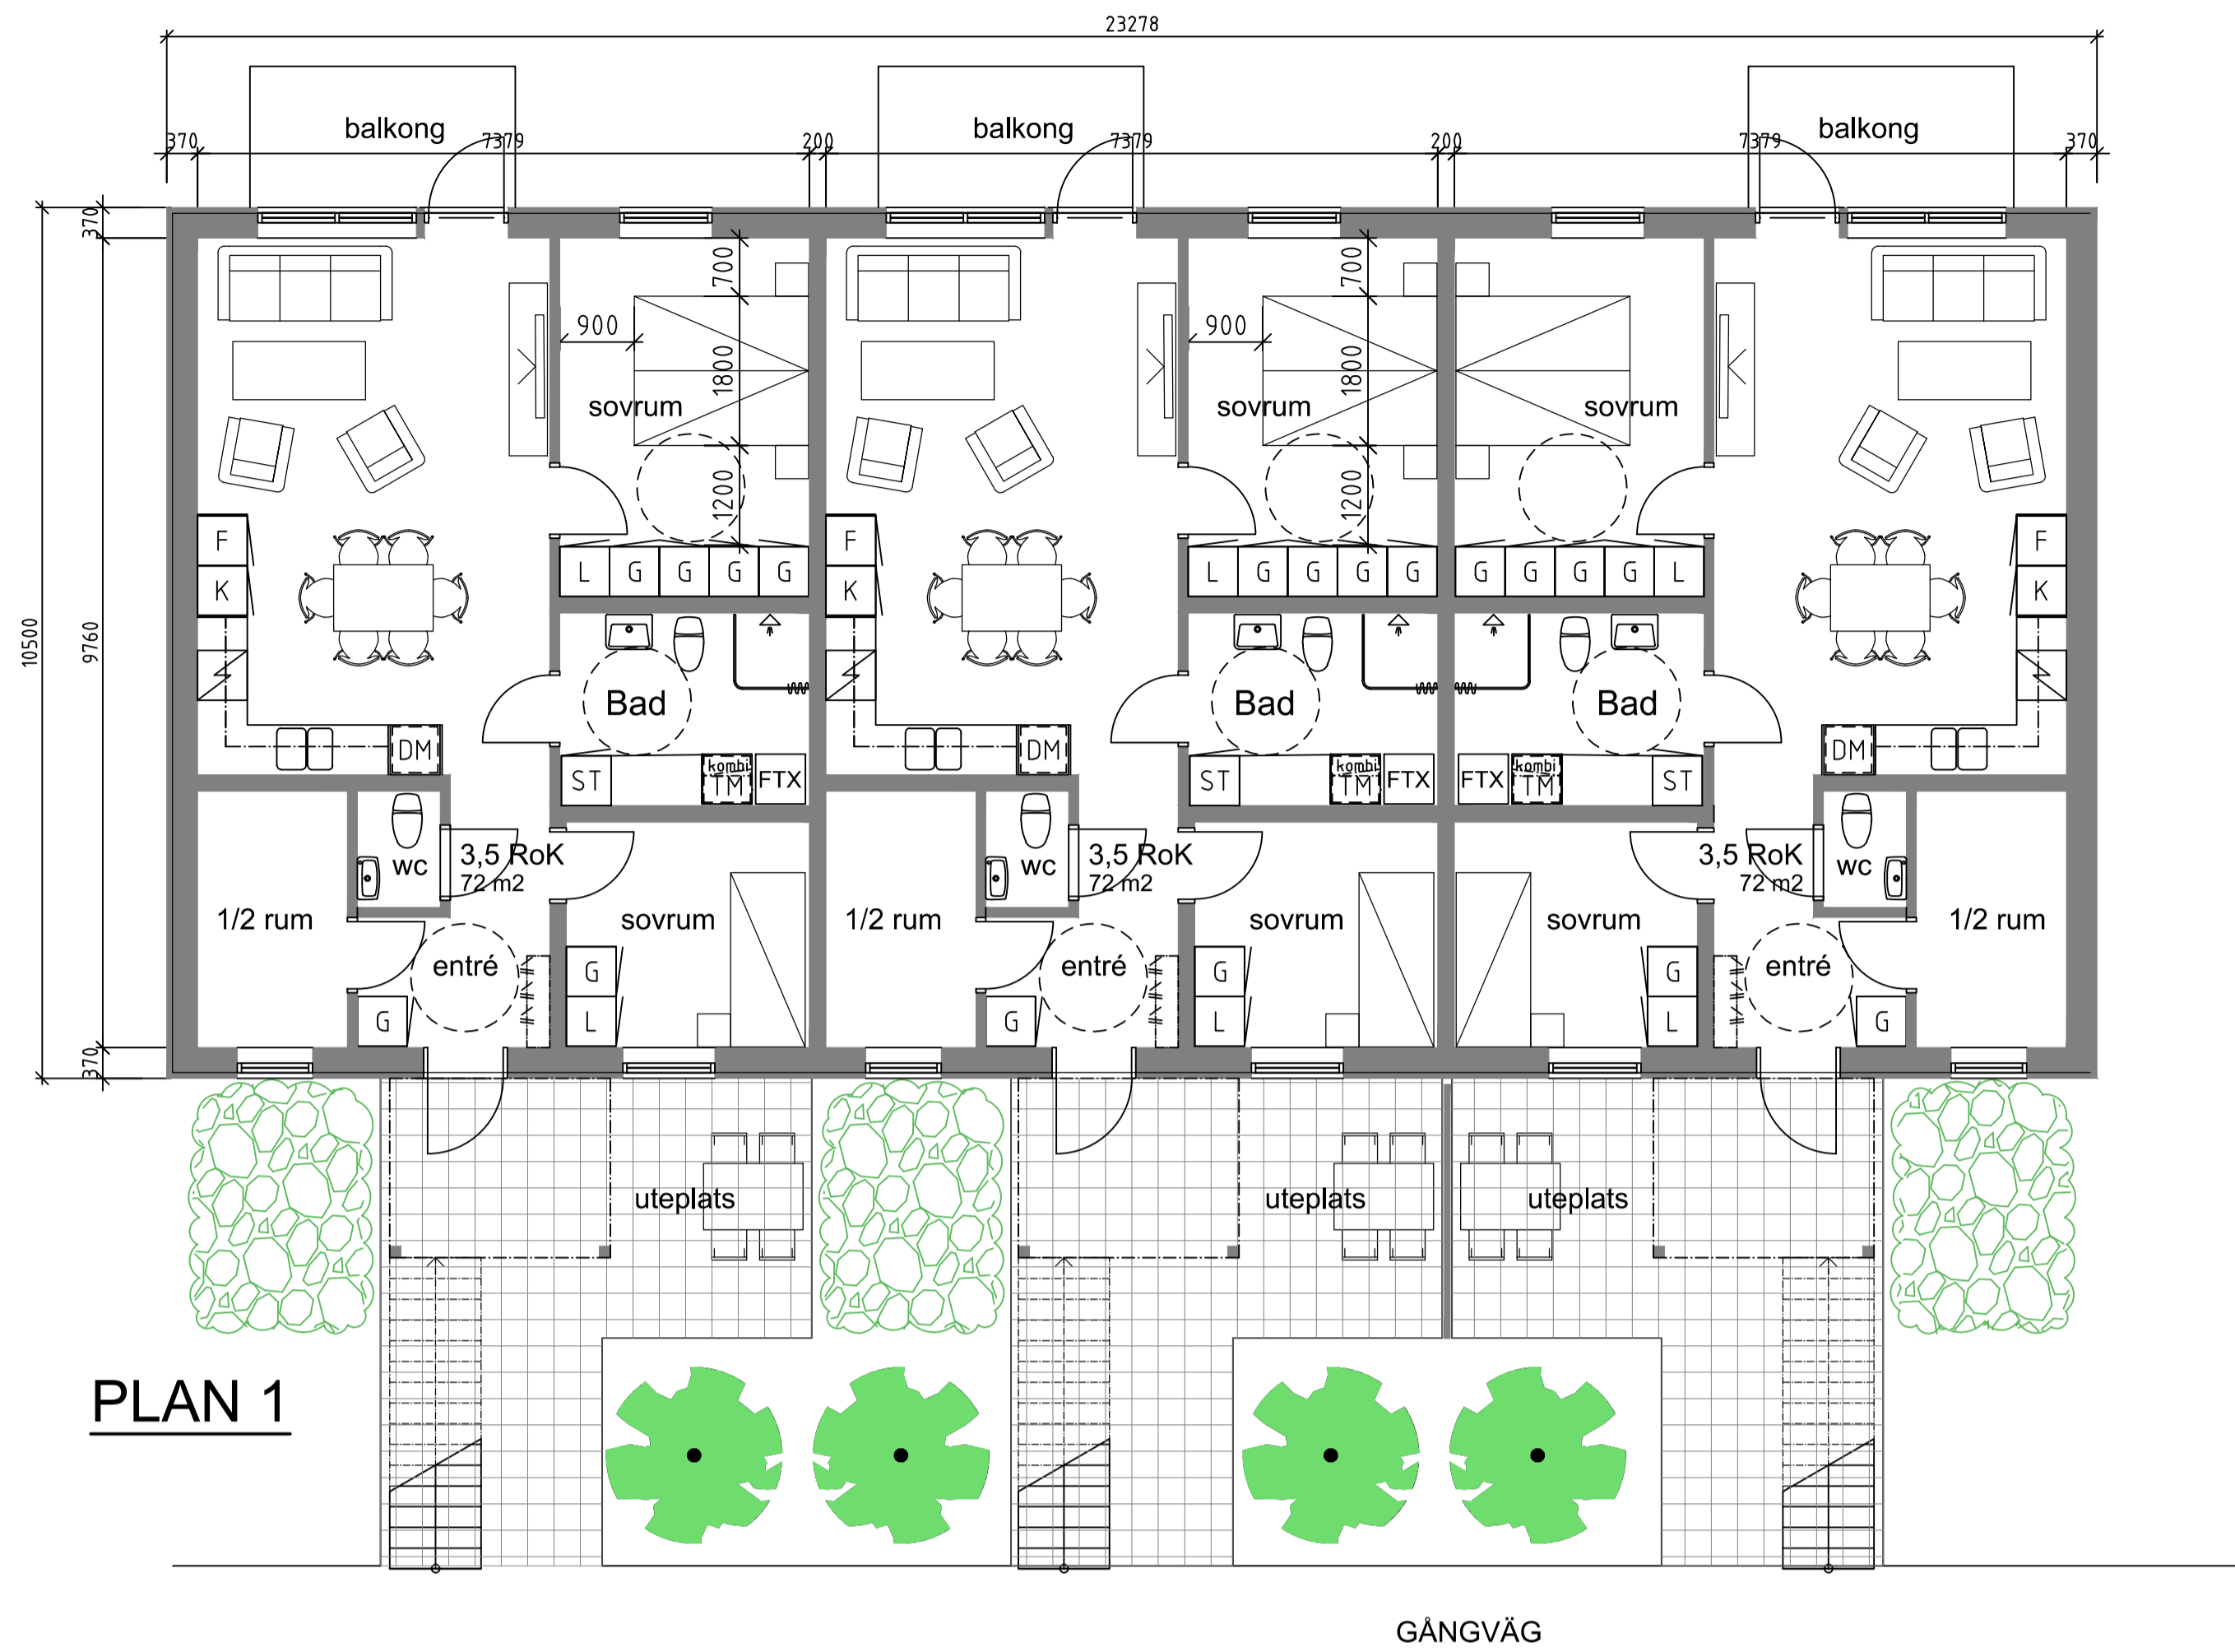 23278
balkong balkong balkong
370 7379 200 7379 200 7379 370
370
700 700
900 900
1800 1800
sovrum sovrum sovrum
1200 1200
F F F
L G G G G L G G G G G G G G L
K K K
10500 9760
Bad Bad Bad
DM DM DM
ST kombi TM FTX ST kombi TM FTX FTX kombi TM ST
3,5 RoK 3,5 RoK 3,5 RoK
wc wc wc
72 m2 72 m2 72 m2
1/2 rum sovrum 1/2 rum sovrum sovrum 1/2 rum
entré entré entré
G G G
G L G L L G
370
uteplats uteplats uteplats
PLAN 1
GÅNGVÄG